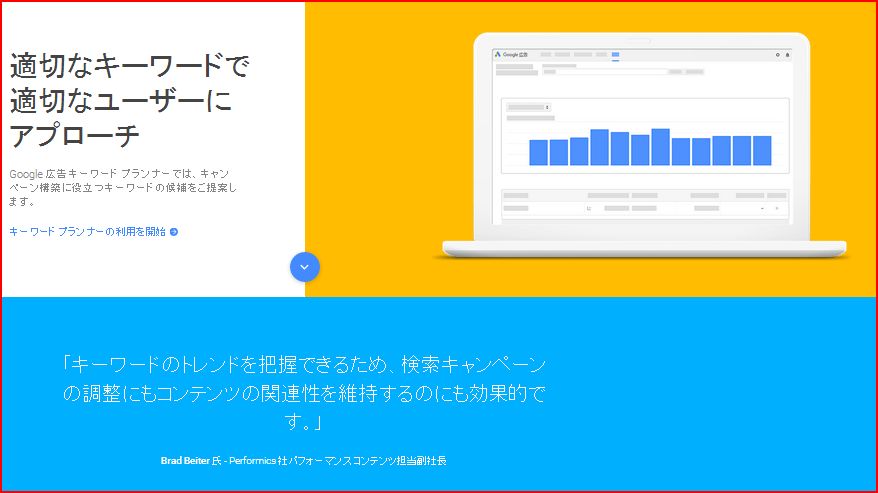 適切なキーワードで
適切なユーザーに
アプローチ
Google 広告キーワード プランナーでは、キャン
ペーン構築に役立つキーワードの候補をご提案し
ます。
キーワード プランナーの利用を開始
Google 広告
「キーワードのトレンドを把握できるため、検索キャンペーン
の調整にもコンテンツの関連性を維持するのにも効果的で
す。」
Brad Beiter 氏 - Performics 社パフォーマンスコンテンツ担当副社長